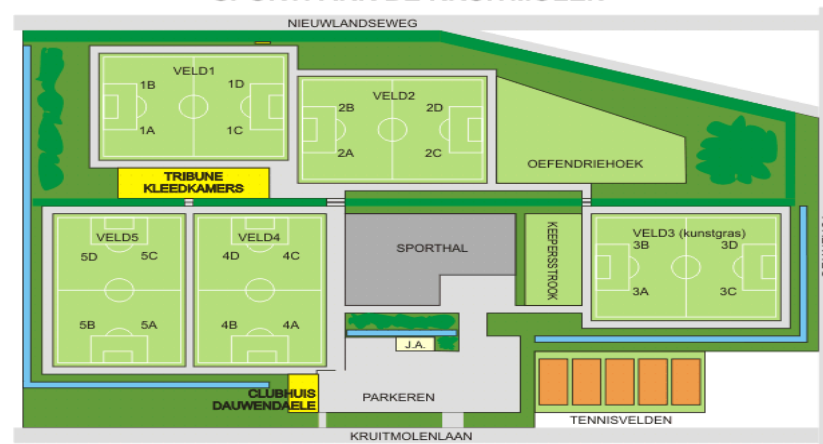 NIEUWLANDSEWEG
VELD1
1B 1D
1A 1C
VELD2
2B 2D
2A 2C
OEFENDRIEHOEK
TRIBUNE
KLEEDKAMERS
VELD5
5D 5C
5B 5A
VELD4
4D 4C
4B 4A
SPORTHAL
KEEPERSSTROOK
VELD3 (kunstgras)
3B 3D
3A 3C
J.A.
CLUBHUIS
DAUWENDAELE
PARKEREN
TENNISVELDEN
KRUITMOLENLAAN